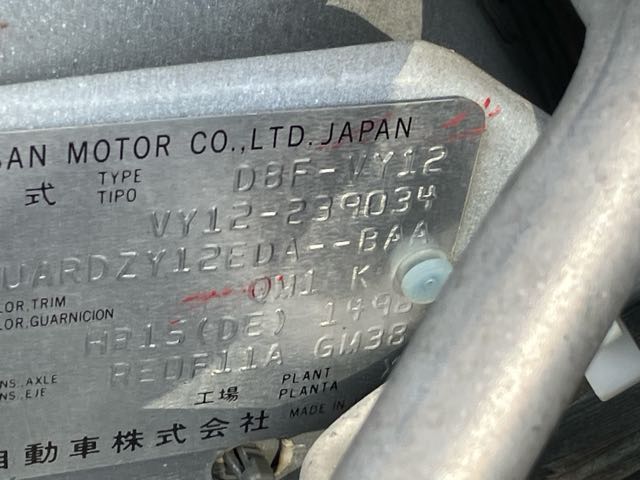 SAN MOTOR CO.,LTD. JAPAN
式 TYPE TIPO DBF-VY12
VY12-239034
UARDZY12EDA--BAA
QM1 K
LOR,TRIM
LOR,GUARNICION
HR15(DE) 1498
RE0F11A GM38
NS.,AXLE
NS.,EJE
工場 PLANT PLANTA
自動車株式会社 MADE IN